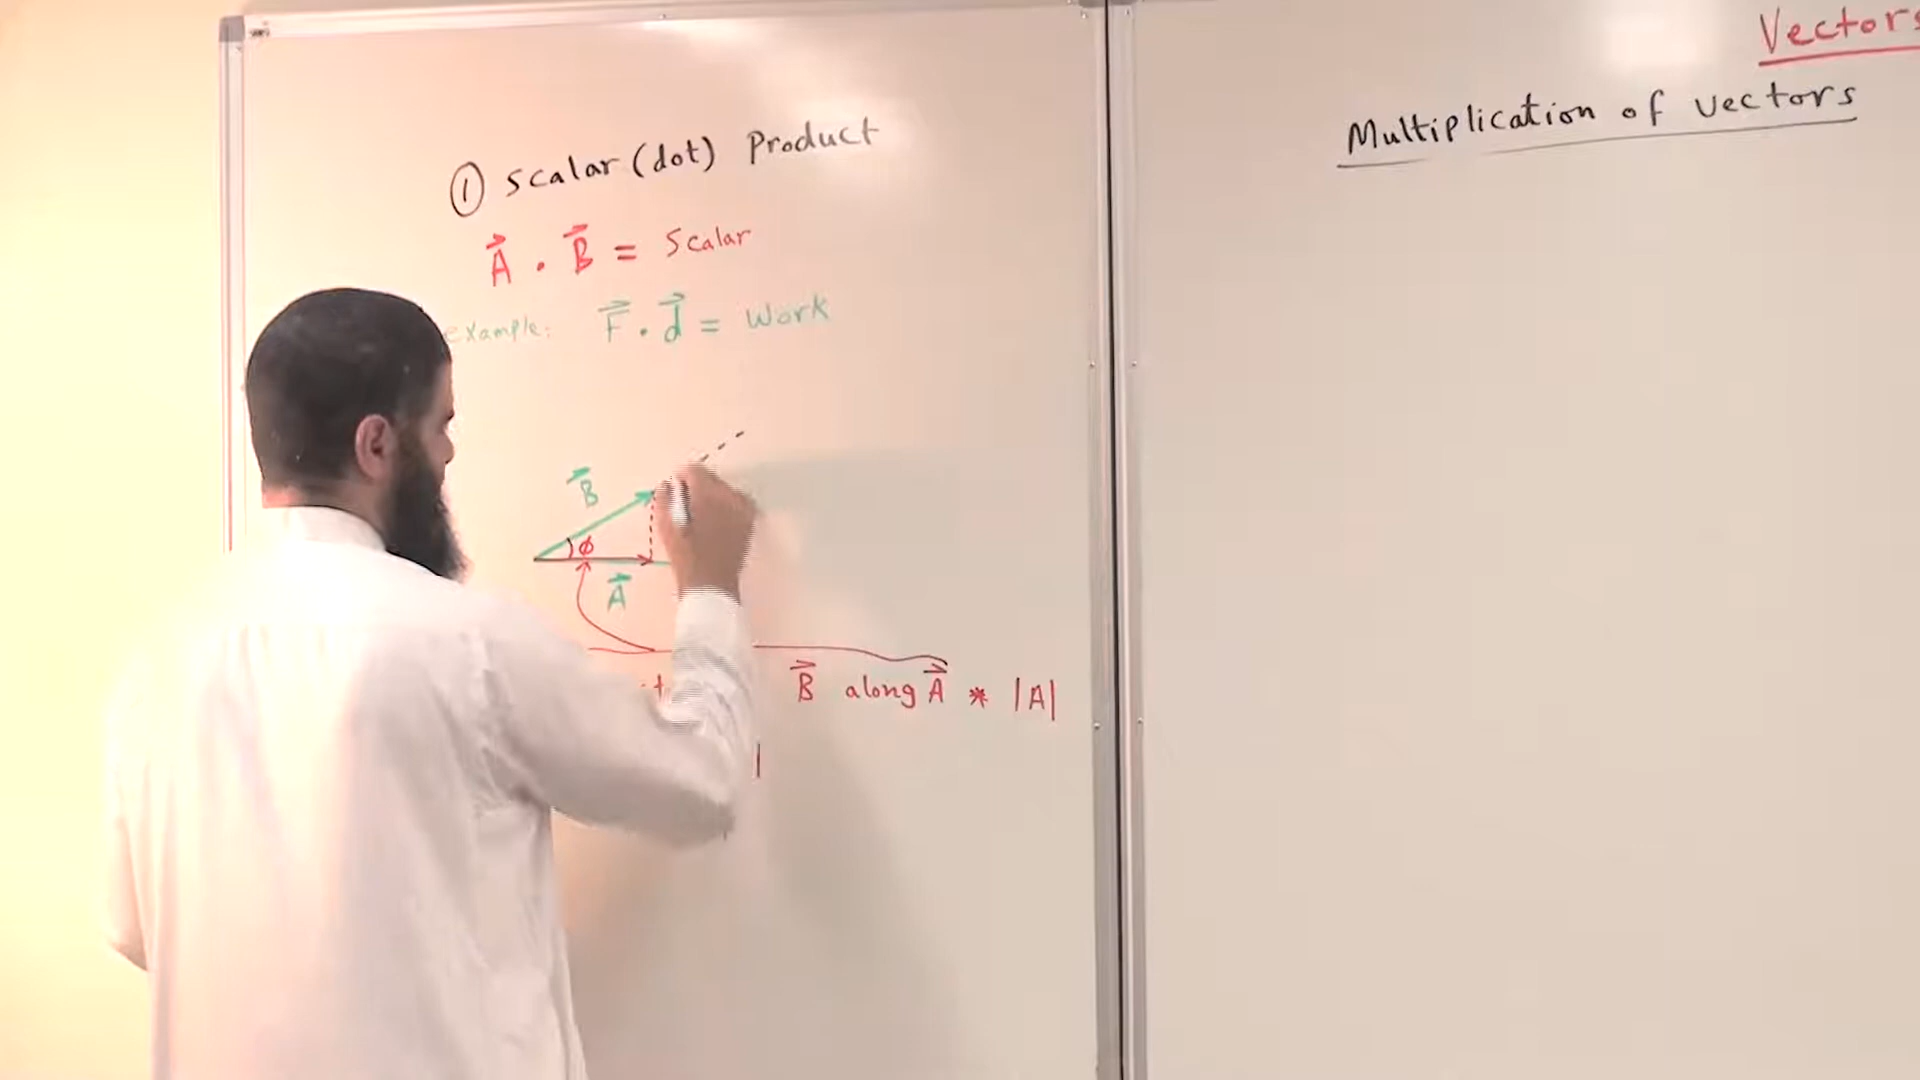 Vectors
Multiplication of vectors
① Scalar (dot) Product
A⃗ . B⃗ = Scalar
example: F⃗ . d⃗ = Work
B⃗
φ
A⃗
B⃗ along A⃗ * |A|
|